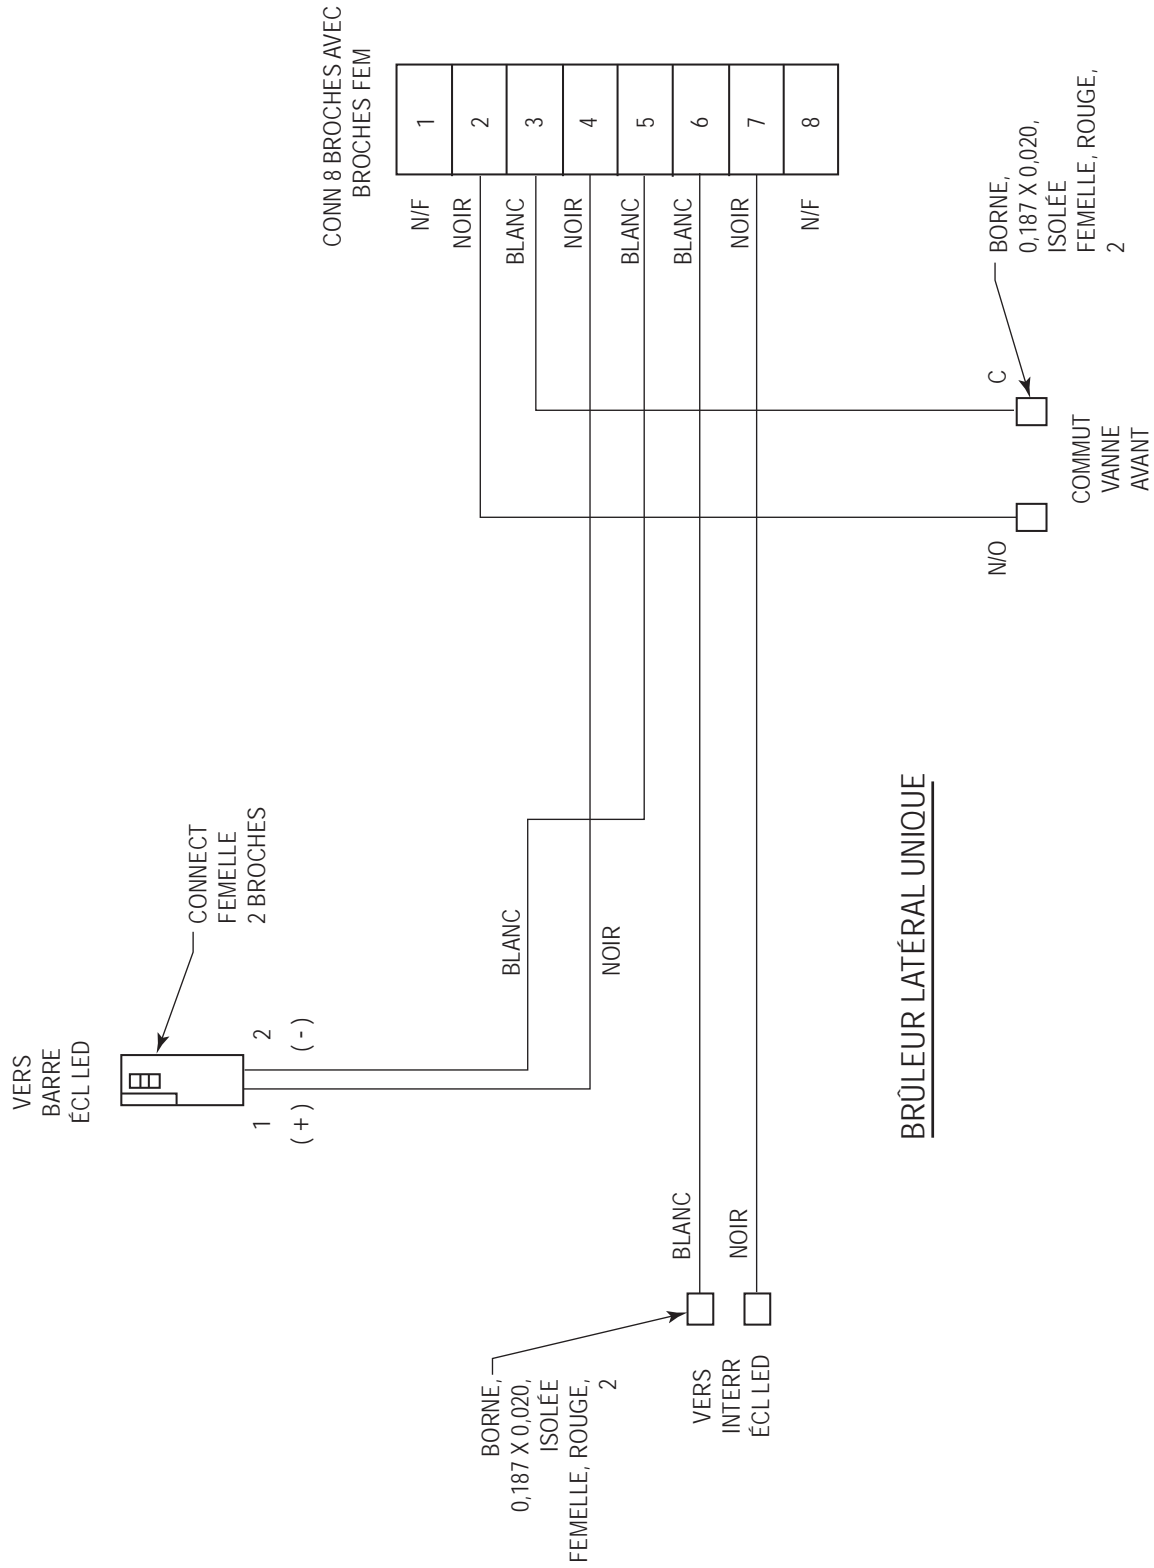 CONN 8 BROCHES AVEC
BROCHES FEM
1
2
3
4
5
6
7
8
N/F
NOIR
BLANC
NOIR
BLANC
BLANC
NOIR
N/F
BORNE,
0,187 X 0,020,
ISOLÉE
FEMELLE, ROUGE,
2
C
N/O
COMMUT
VANNE
AVANT
CONNECT
FEMELLE
2 BROCHES
VERS
BARRE
ÉCL LED
2
(-)
1
(+)
BLANC
NOIR
BLANC
NOIR
BORNE,
0,187 X 0,020,
ISOLÉE
FEMELLE, ROUGE,
2
VERS
INTERR
ÉCL LED
BRÛLEUR LATÉRAL UNIQUE